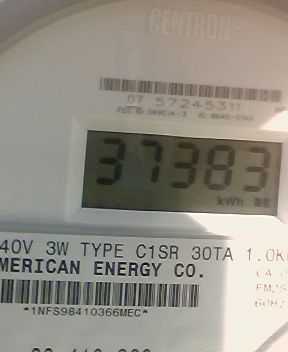 CENTRON
07 57245311
37383
kWh
40V 3W TYPE C1SR 30TA 1.0K
MERICAN ENERGY CO.
*1NFS98410366MEC*